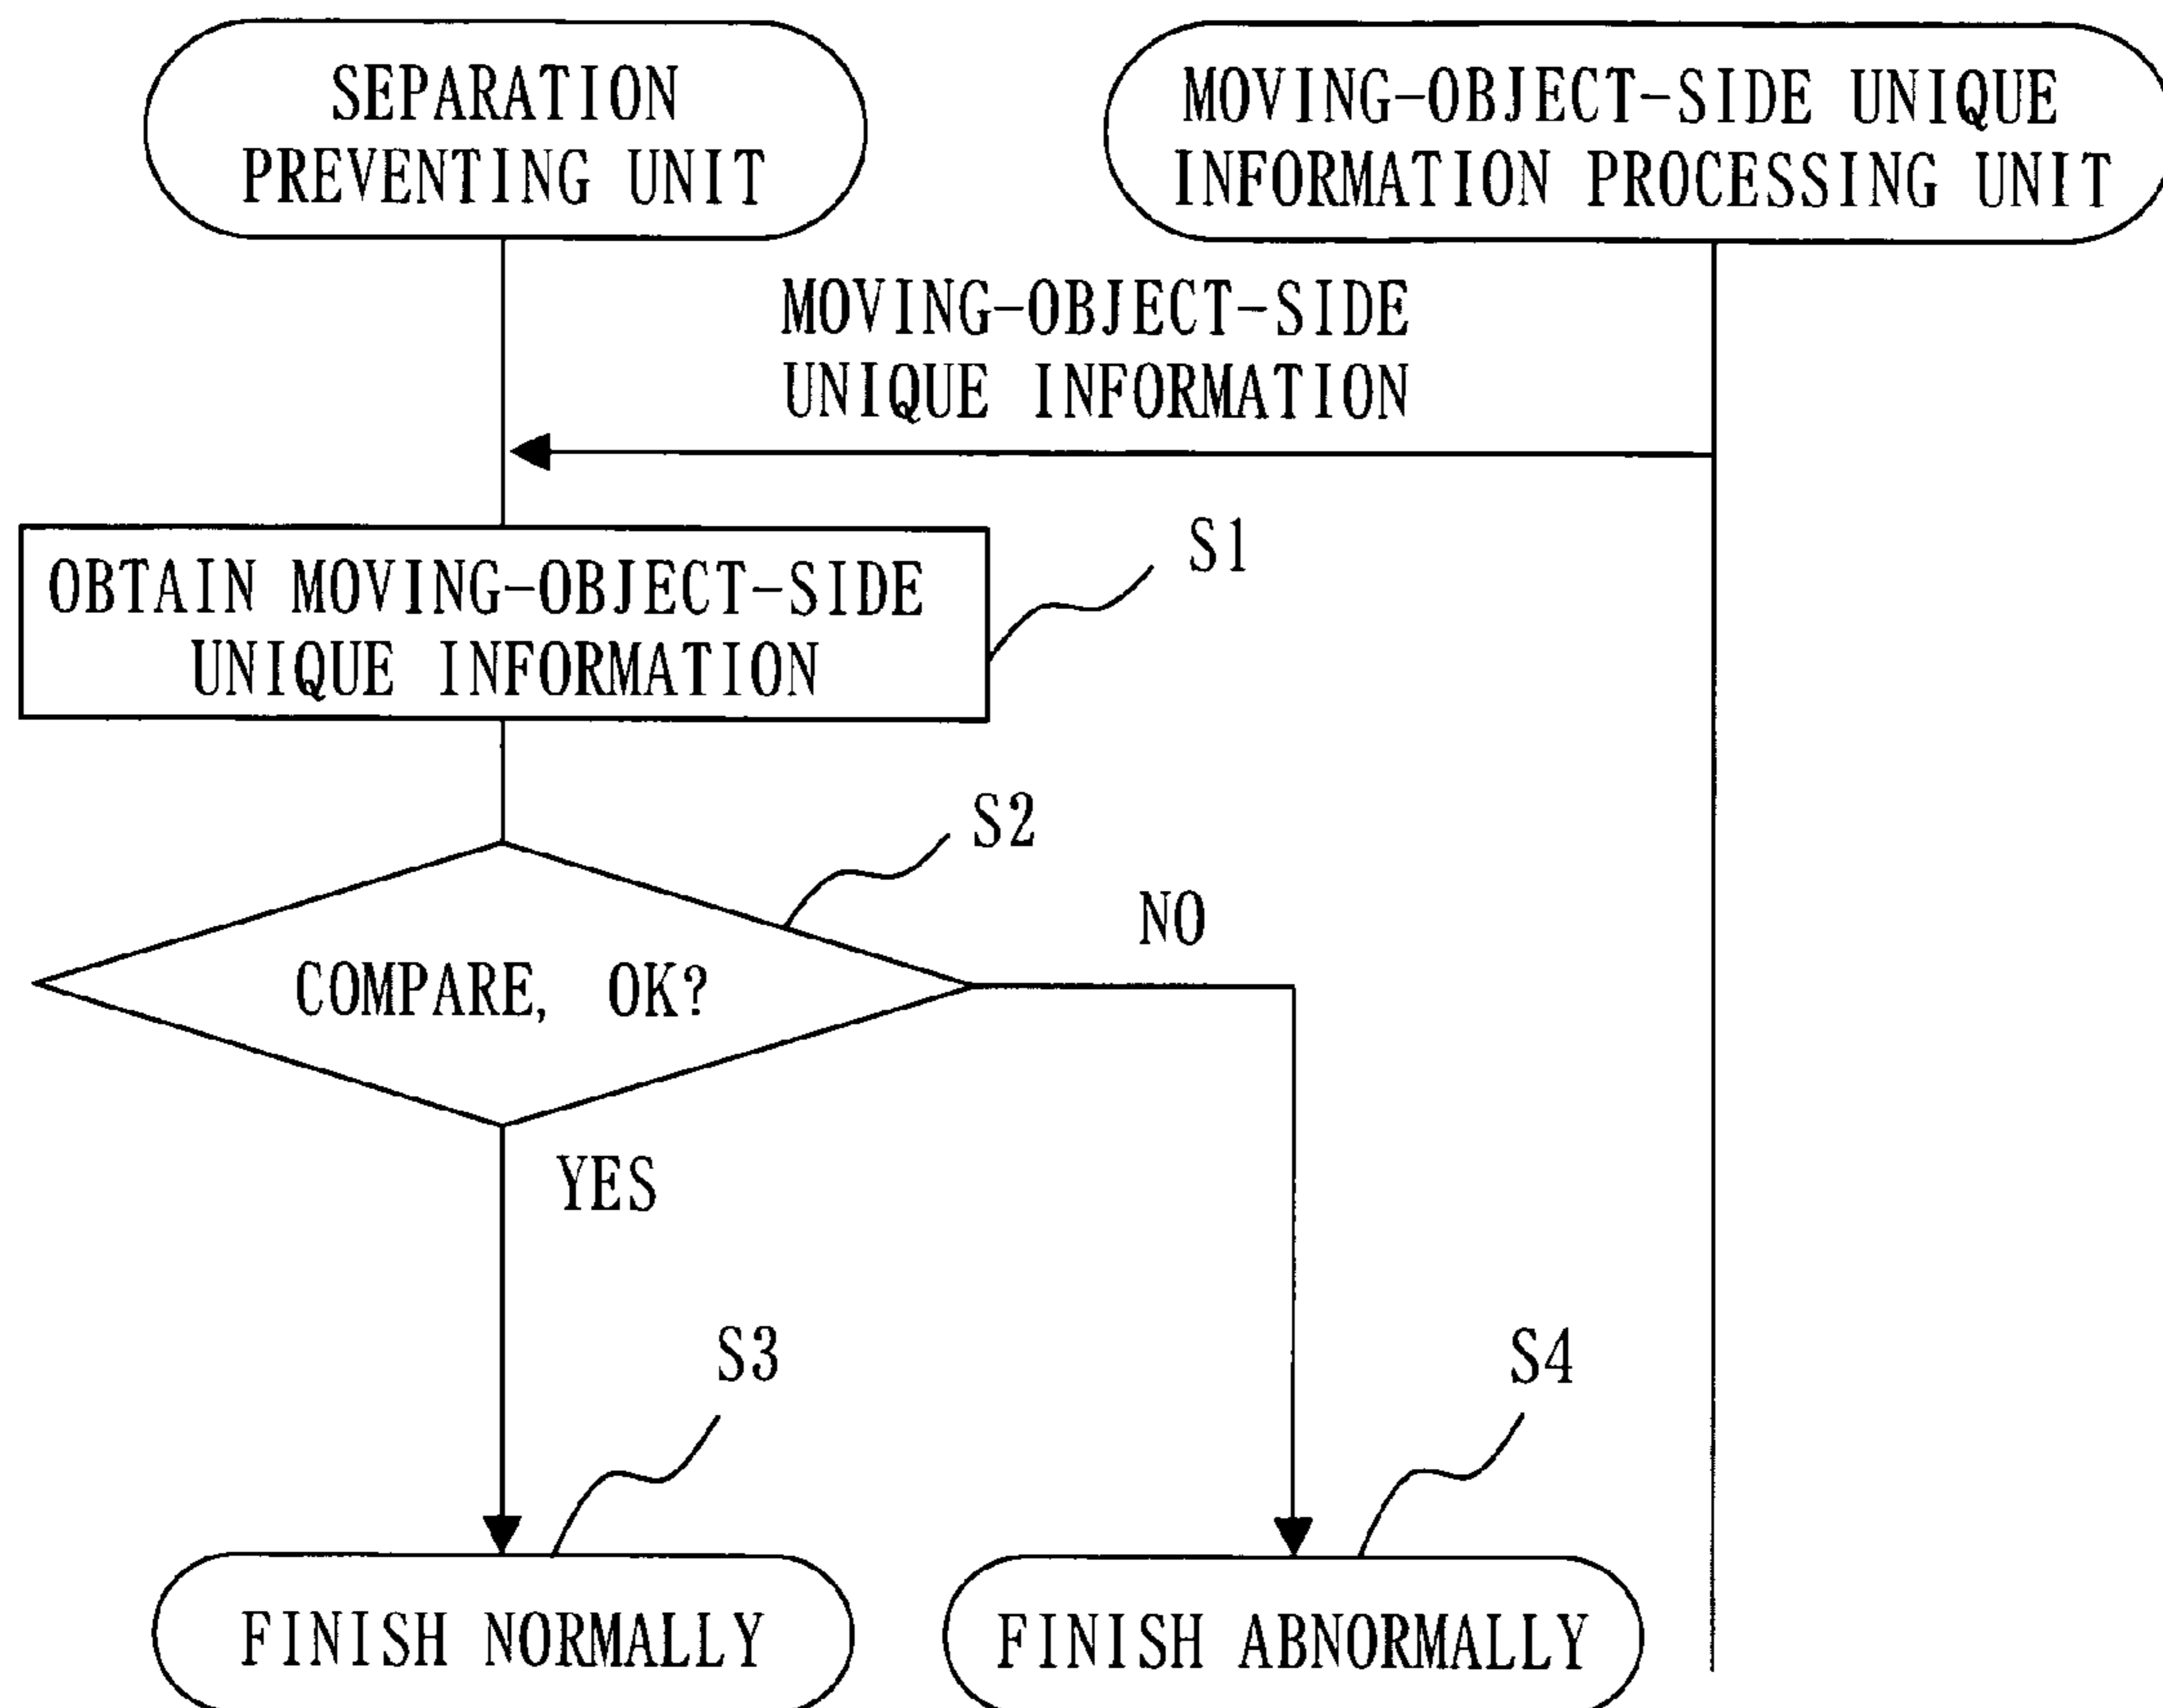 SEPARATION
PREVENTING UNIT
MOVING-OBJECT-SIDE UNIQUE
INFORMATION PROCESSING UNIT
MOVING-OBJECT-SIDE
UNIQUE INFORMATION
S1
OBTAIN MOVING-OBJECT-SIDE
UNIQUE INFORMATION
S2
NO
COMPARE, OK?
YES
S3
S4
FINISH NORMALLY
FINISH ABNORMALLY